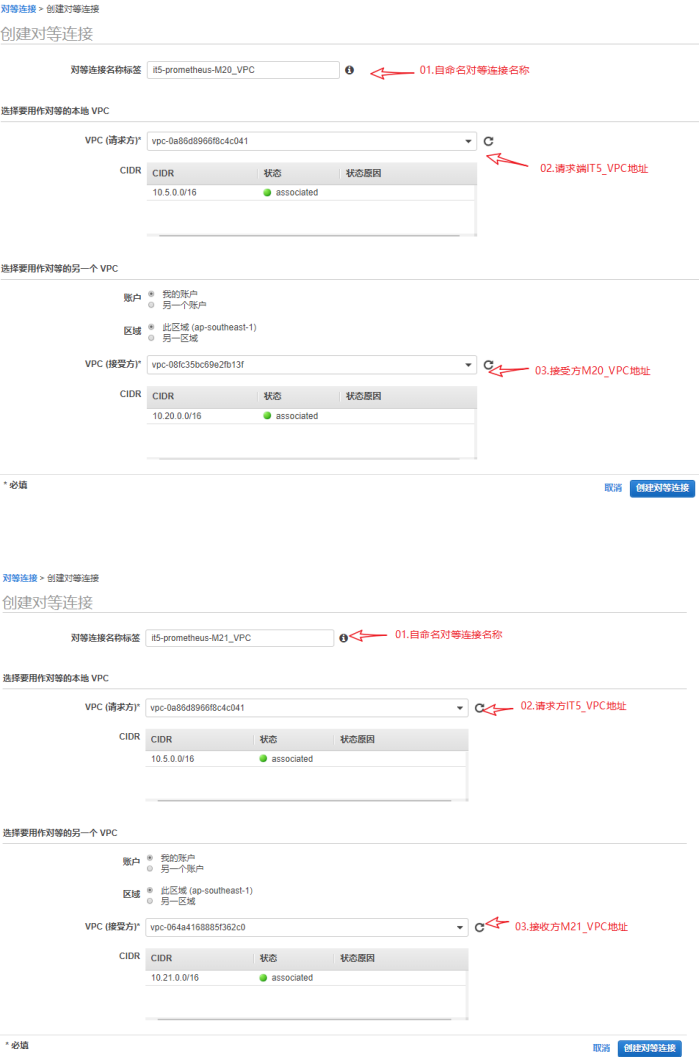 对等连接 > 创建对等连接
创建对等连接
对等连接名称标签 it5-prometheus-M20_VPC 01.自命名对等连接名称
选择要用作对等的本地 VPC
VPC (请求方)* vpc-0a86d8966f8c4c041
02.请求端IT5_VPC地址
CIDR CIDR 状态 状态原因
10.5.0.0/16 associated
选择要用作对等的另一个 VPC
账户 我的账户
另一个账户
区域 此区域 (ap-southeast-1)
另一区域
VPC (接受方)* vpc-08fc35bc69e2fb13f 03.接受方M20_VPC地址
CIDR CIDR 状态 状态原因
10.20.0.0/16 associated
* 必填 取消 创建对等连接
对等连接 > 创建对等连接
创建对等连接
对等连接名称标签 it5-prometheus-M21_VPC 01.自命名对等连接名称
选择要用作对等的本地 VPC
VPC (请求方)* vpc-0a86d8966f8c4c041 02.请求方IT5_VPC地址
CIDR CIDR 状态 状态原因
10.5.0.0/16 associated
选择要用作对等的另一个 VPC
账户 我的账户
另一个账户
区域 此区域 (ap-southeast-1)
另一区域
VPC (接受方)* vpc-064a4168885f362c0 03.接收方M21_VPC地址
CIDR CIDR 状态 状态原因
10.21.0.0/16 associated
* 必填 取消 创建对等连接